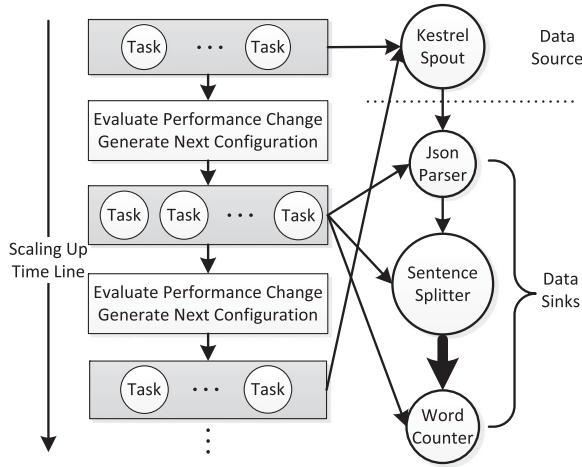 Task ... Task
Kestrel
Spout
Data
Source
Evaluate Performance Change
Generate Next Configuration
Json
Parser
Task Task ... Task
Scaling Up
Time Line
Sentence
Splitter
Data
Sinks
Evaluate Performance Change
Generate Next Configuration
Task ... Task
Word
Counter